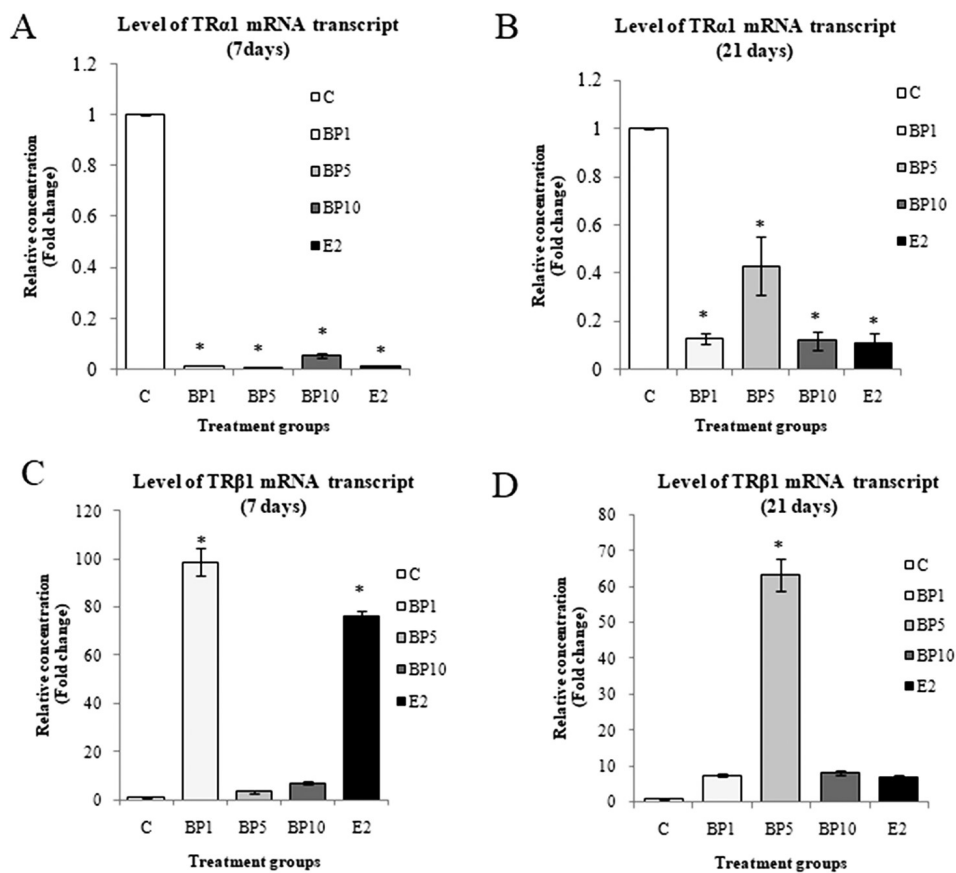 A
Level of TRα1 mRNA transcript
(7days)
Relative concentration
(Fold change)
1.2
1
0.8
0.6
0.4
0.2
0
C
BP1
BP5
BP10
E2
*
*
*
*
C BP1 BP5 BP10 E2
Treatment groups
B
Level of TRα1 mRNA transcript
(21 days)
Relative concentration
(Fold change)
1.2
1
0.8
0.6
0.4
0.2
0
C
BP1
BP5
BP10
E2
*
*
*
*
C BP1 BP5 BP10 E2
Treatment groups
C
Level of TRβ1 mRNA transcript
(7 days)
Relative concentration
(Fold change)
120
100
80
60
40
20
0
C
BP1
BP5
BP10
E2
*
*
C BP1 BP5 BP10 E2
Treatment groups
D
Level of TRβ1 mRNA transcript
(21 days)
Relative concentration
(Fold change)
80
70
60
50
40
30
20
10
0
C
BP1
BP5
BP10
E2
*
C BP1 BP5 BP10 E2
Treatment groups